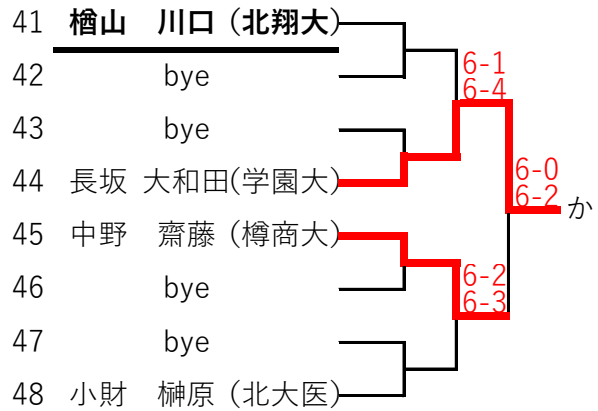 41 楢山 川口 (北翔大)
42 bye
6-1
6-4
43 bye
44 長坂 大和田(学園大)
6-0
6-2
か
45 中野 齋藤 (樽商大)
46 bye
6-2
6-3
47 bye
48 小財 榊原 (北大医)